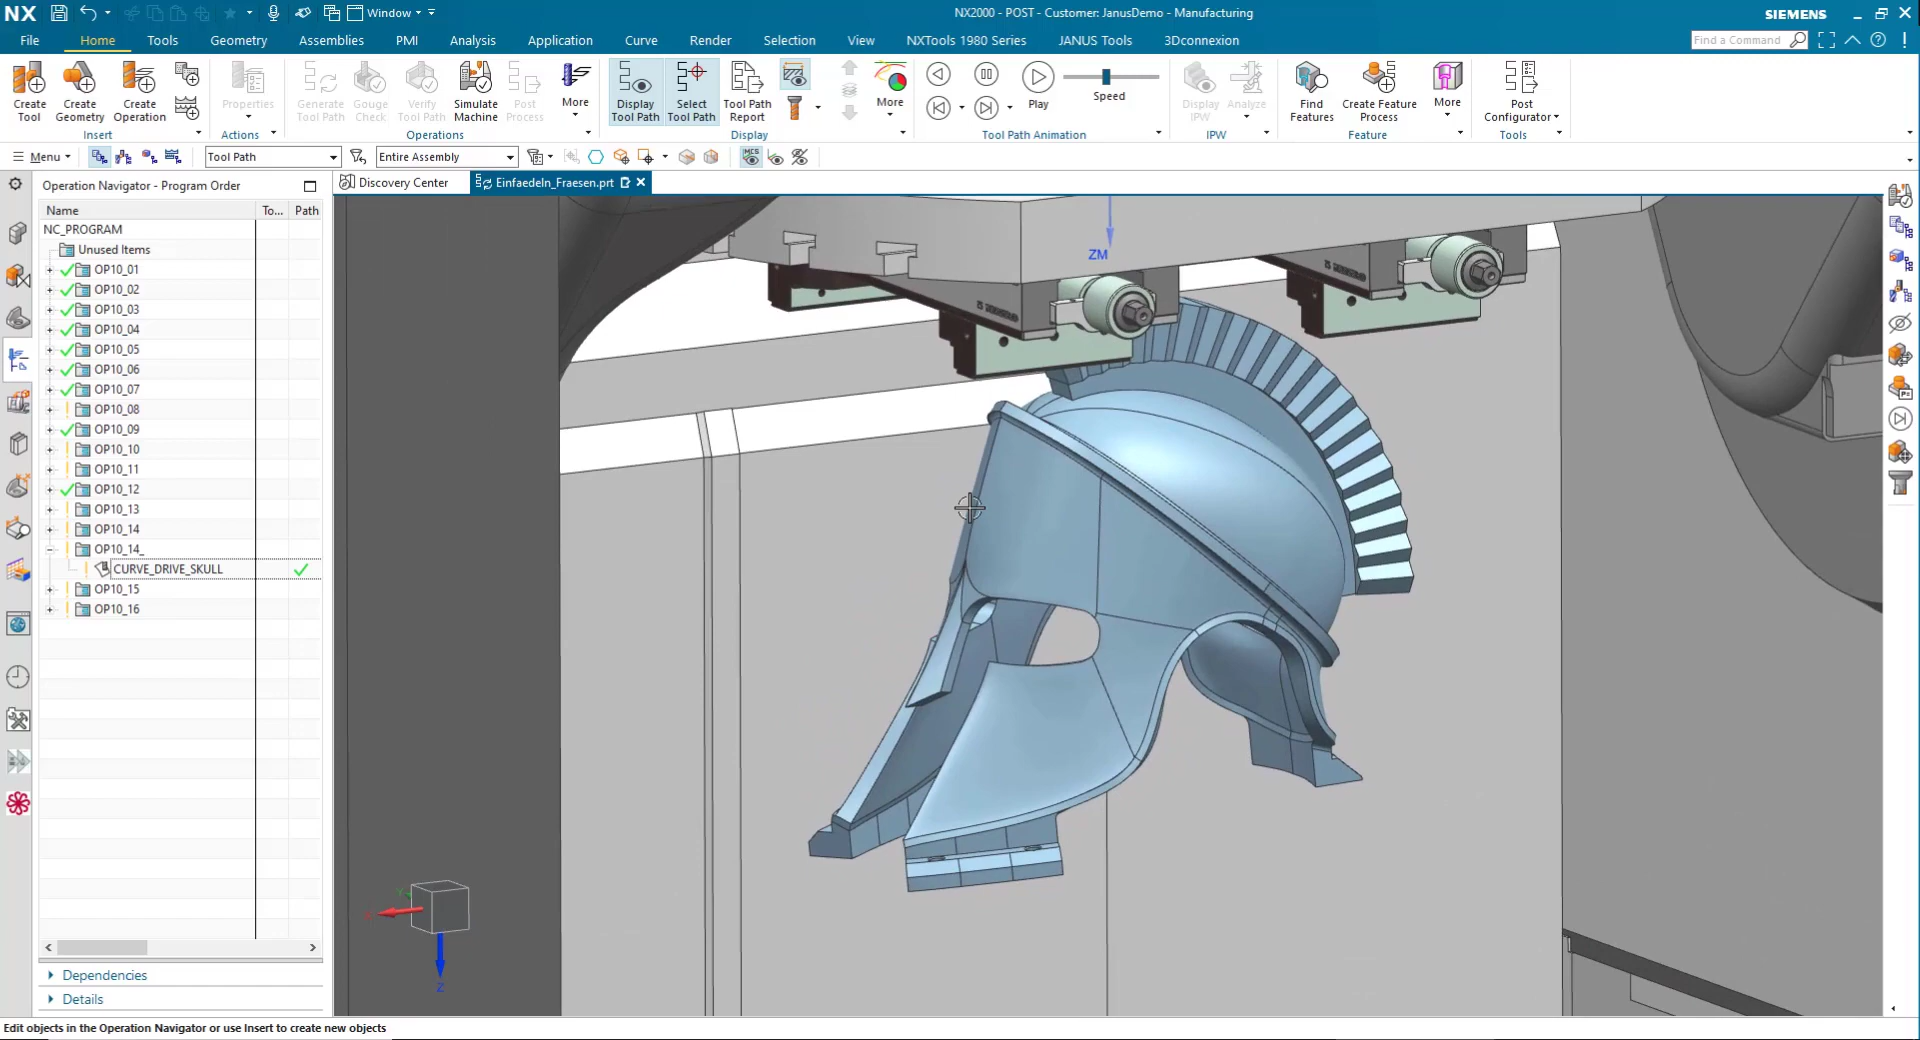 NX
Window
NX2000 - POST - Customer: JanusDemo - Manufacturing
SIEMENS
File Home Tools Geometry Assemblies PMI Analysis Application Curve Render Selection View NXTools 1980 Series JANUS Tools 3Dconnexion
Find a Command
Create Tool
Create Geometry
Create Operation
Insert
Properties
Actions
Generate Tool Path
Gouge Check
Verify Tool Path
Simulate Machine
Post Process
More
Operations
Display Tool Path
Select Tool Path
Tool Path Report
More
Display
Play
Speed
Tool Path Animation
Display IPW
Analyze
IPW
Find Features
Create Feature Process
More
Feature
Post Configurator
Tools
Menu
Tool Path
Entire Assembly
MCS
Operation Navigator - Program Order
Discovery Center
Einfaedeln_Fraesen.prt
Name To... Path
NC_PROGRAM
Unused Items
OP10_01
OP10_02
OP10_03
OP10_04
OP10_05
OP10_06
OP10_07
OP10_08
OP10_09
OP10_10
OP10_11
OP10_12
OP10_13
OP10_14
OP10_14_
CURVE_DRIVE_SKULL
OP10_15
OP10_16
Dependencies
Details
ZM
X
Y
Z
Edit objects in the Operation Navigator or use Insert to create new objects